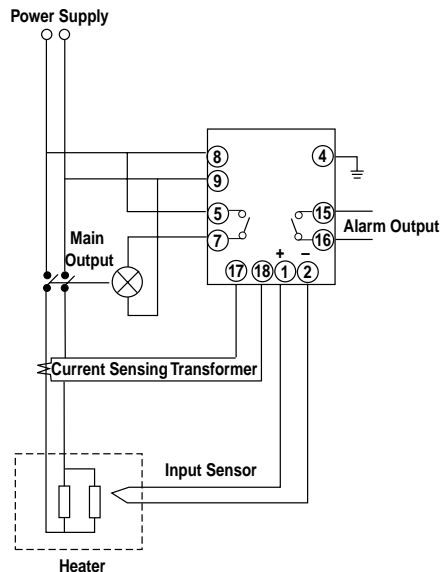 Power Supply
8
4
9
5
15
Alarm Output
7
16
Main
Output
+ −
17 18 1 2
Current Sensing Transformer
Input Sensor
Heater